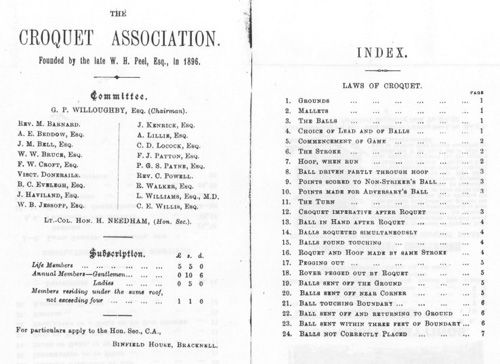 THE
CROQUET ASSOCIATION.
Founded by the late W. H. Peel, Esq., in 1896.
Committee.
G. P. WILLOUGHBY, Esq. (Chairman).
REV. M. BARNARD.
A. E. BEDDOW, ESQ.
J. M. BELL, ESQ.
W. W. BRUCE, ESQ.
F. W. CROFT, ESQ.
VISCT. DONERAILE.
B. C. EVELEGH, ESQ.
J. HAVILAND, ESQ.
W. B. JESSOPP, ESQ.
J. KENRICK, ESQ.
A. LILLIE, ESQ.
C. D. LOCOCK, ESQ.
F. J. PATTON, ESQ.
P. G. S. PAYNE, ESQ.
REV. C. POWELL.
R. WALKER, ESQ.
L. WILLIAMS, ESQ., M.D.
C. E. WILLIS, ESQ.
LT.-COL. HON. H. NEEDHAM, (Hon. Sec.).
Subscription. £ s. d.
Life Members ... ... ... ... ... 5 5 0
Annual Members—Gentlemen... ... ... 0 10 6
Ladies ... ... ... 0 5 0
Members residing under the same roof,
not exceeding four ... ... ... ... 1 1 0
For particulars apply to the Hon. Sec., C.A.,
BINFIELD HOUSE, BRACKNELL.
INDEX.
LAWS OF CROQUET.
PAGE
1. GROUNDS ... ... ... ... ... ... 1
2. MALLETS ... ... ... ... ... ... 1
3. THE BALLS ... ... ... ... ... ... 1
4. CHOICE OF LEAD AND OF BALLS ... ... ... 1
5. COMMENCEMENT OF GAME ... ... ... ... 2
6. THE STROKE ... ... ... ... ... 2
7. HOOP, WHEN RUN ... ... ... ... ... 2
8. BALL DRIVEN PARTLY THROUGH HOOP ... ... 3
9. POINTS SCORED TO NON-STRIKER'S BALL ... ... 3
10. POINTS MADE FOR ADVERSARY'S BALL ... ... 3
11. THE TURN ... ... ... ... ...
12. CROQUET IMPERATIVE AFTER ROQUET ... ... 3
13. BALL IN HAND AFTER ROQUET ... ... ... 4
14. BALLS ROQUETED SIMULTANEOUSLY ... ... 4
15. BALLS FOUND TOUCHING ... ... ... ... 4
16. ROQUET AND HOOP MADE BY SAME STROKE ... 4
17. PEGGING OUT ... ... ... ... ... 5
18. ROVER PEGGED OUT BY ROQUET ... ... ... 5
19. BALLS SENT OFF THE GROUND ... ... ... 5
20. BALLS SENT OFF NEAR CORNER ... ... ... 5
21. BALL TOUCHING BOUNDARY ... ... ... ... 6
22. BALL SENT OFF AND RETURNING TO GROUND ... 6
23. BALL SENT WITHIN THREE FEET OF BOUNDARY... 6
24. BALLS NOT CORRECTLY PLACED ... ... ... 7